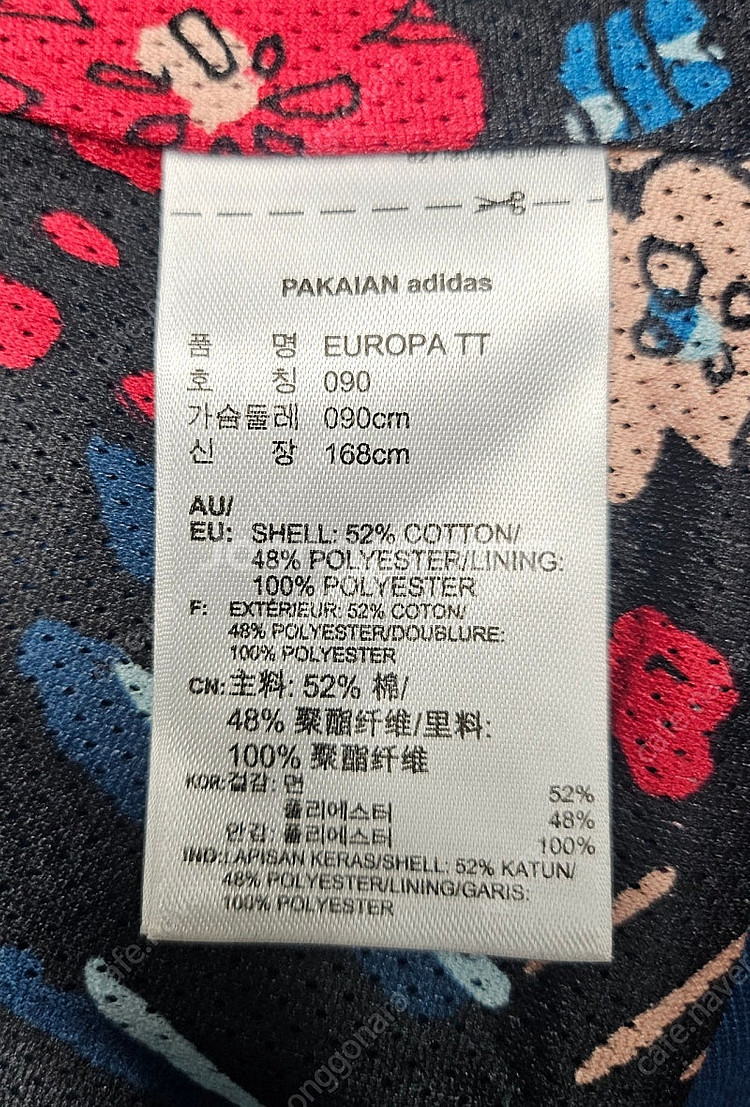 PAKAIAN adidas
품 명 EUROPA TT
호 칭 090
가슴둘레 090cm
신 장 168cm
AU/
EU: SHELL: 52% COTTON/
48% POLYESTER/LINING:
100% POLYESTER
F: EXTÉRIEUR: 52% COTON/
48% POLYESTER/DOUBLURE:
100% POLYESTER
CN: 主料: 52% 棉/
48% 聚酯纤维/里料:
100% 聚酯纤维
KOR: 겉감: 면 52%
폴리에스터 48%
안감: 폴리에스터 100%
IND: LAPISAN KERAS/SHELL: 52% KATUN/
48% POLYESTER/LINING/GARIS:
100% POLYESTER